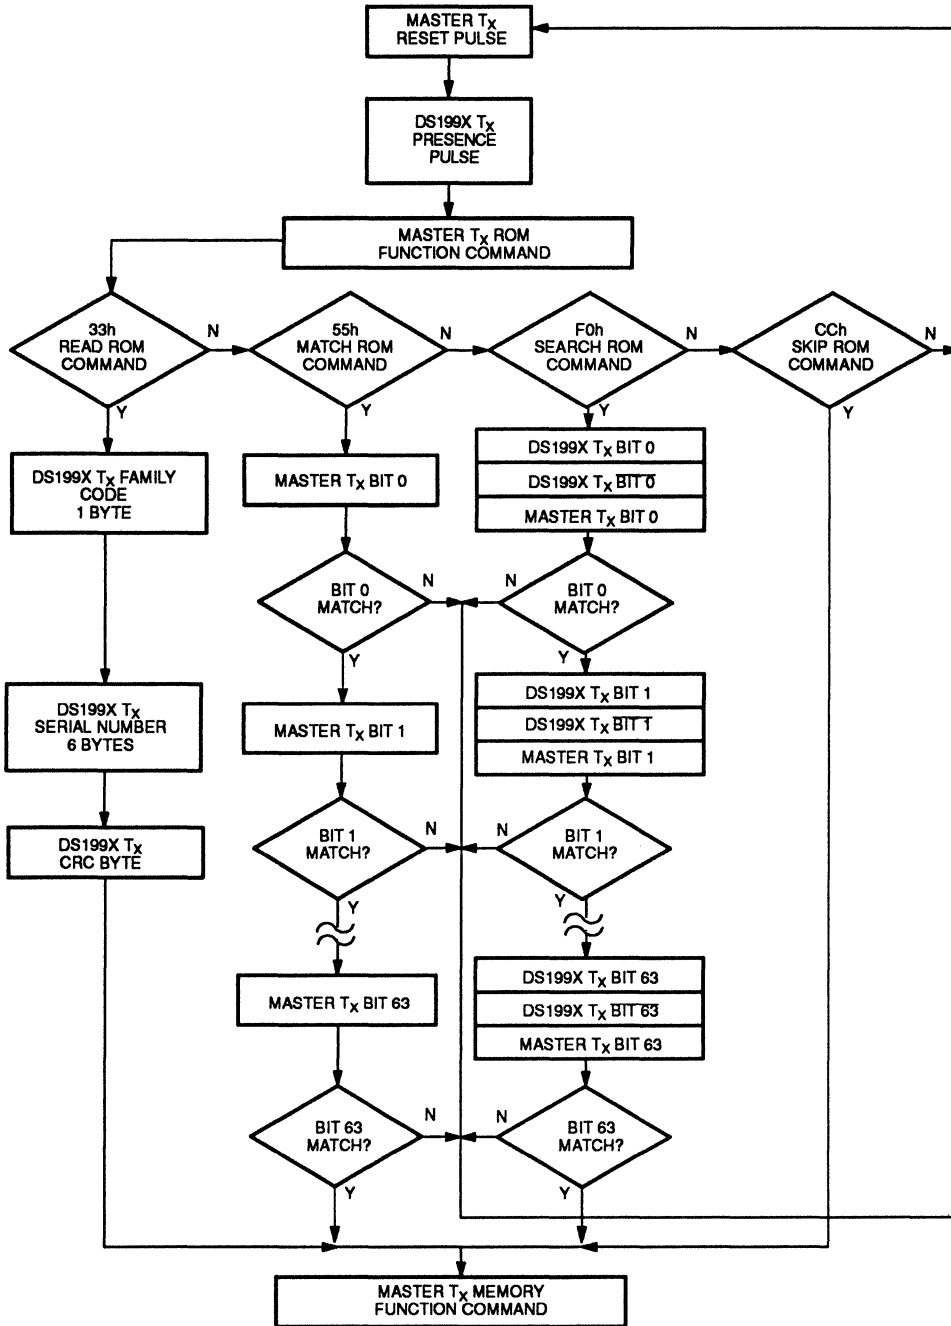 MASTER TX
RESET PULSE
DS199X TX
PRESENCE
PULSE
MASTER TX ROM
FUNCTION COMMAND
33h
READ ROM
COMMAND
N
Y
55h
MATCH ROM
COMMAND
N
Y
F0h
SEARCH ROM
COMMAND
N
Y
CCh
SKIP ROM
COMMAND
N
Y
DS199X TX FAMILY
CODE
1 BYTE
DS199X TX
SERIAL NUMBER
6 BYTES
DS199X TX
CRC BYTE
MASTER TX BIT 0
BIT 0
MATCH?
N
Y
MASTER TX BIT 1
BIT 1
MATCH?
N
Y
MASTER TX BIT 63
BIT 63
MATCH?
N
Y
DS199X TX BIT 0
DS199X TX B̅I̅T̅ ̅0̅
MASTER TX BIT 0
N
BIT 0
MATCH?
Y
DS199X TX BIT 1
DS199X TX B̅I̅T̅ ̅1̅
MASTER TX BIT 1
N
BIT 1
MATCH?
Y
DS199X TX BIT 63
DS199X TX B̅I̅T̅ ̅6̅3̅
MASTER TX BIT 63
N
BIT 63
MATCH?
Y
MASTER TX MEMORY
FUNCTION COMMAND